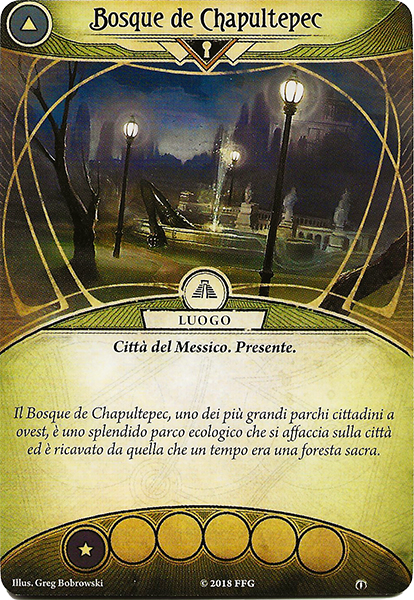 Bosque de Chapultepec
LUOGO
Città del Messico. Presente.
Il Bosque de Chapultepec, uno dei più grandi parchi cittadini a
ovest, è uno splendido parco ecologico che si affaccia sulla città
ed è ricavato da quella che un tempo era una foresta sacra.
Illus. Greg Bobrowski
© 2018 FFG